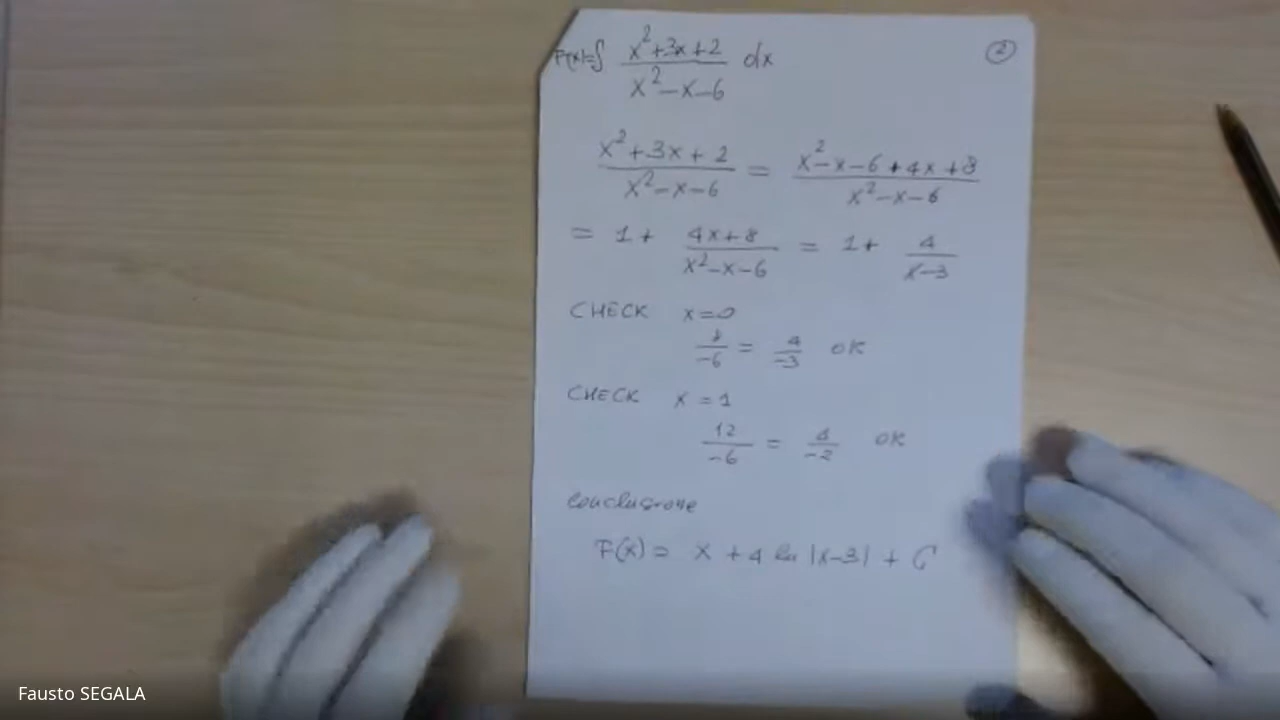 F(x)=∫ (x²+3x+2)/(x²-x-6) dx
②
(x²+3x+2)/(x²-x-6) = (x²-x-6+4x+8)/(x²-x-6)
= 1+ (4x+8)/(x²-x-6) = 1+ 4/(x-3)
CHECK x=0
8/-6 = 4/-3 OK
CHECK x=1
12/-6 = 4/-2 OK
Conclusione
F(x) = x + 4 ln |x-3| + C
Fausto SEGALA